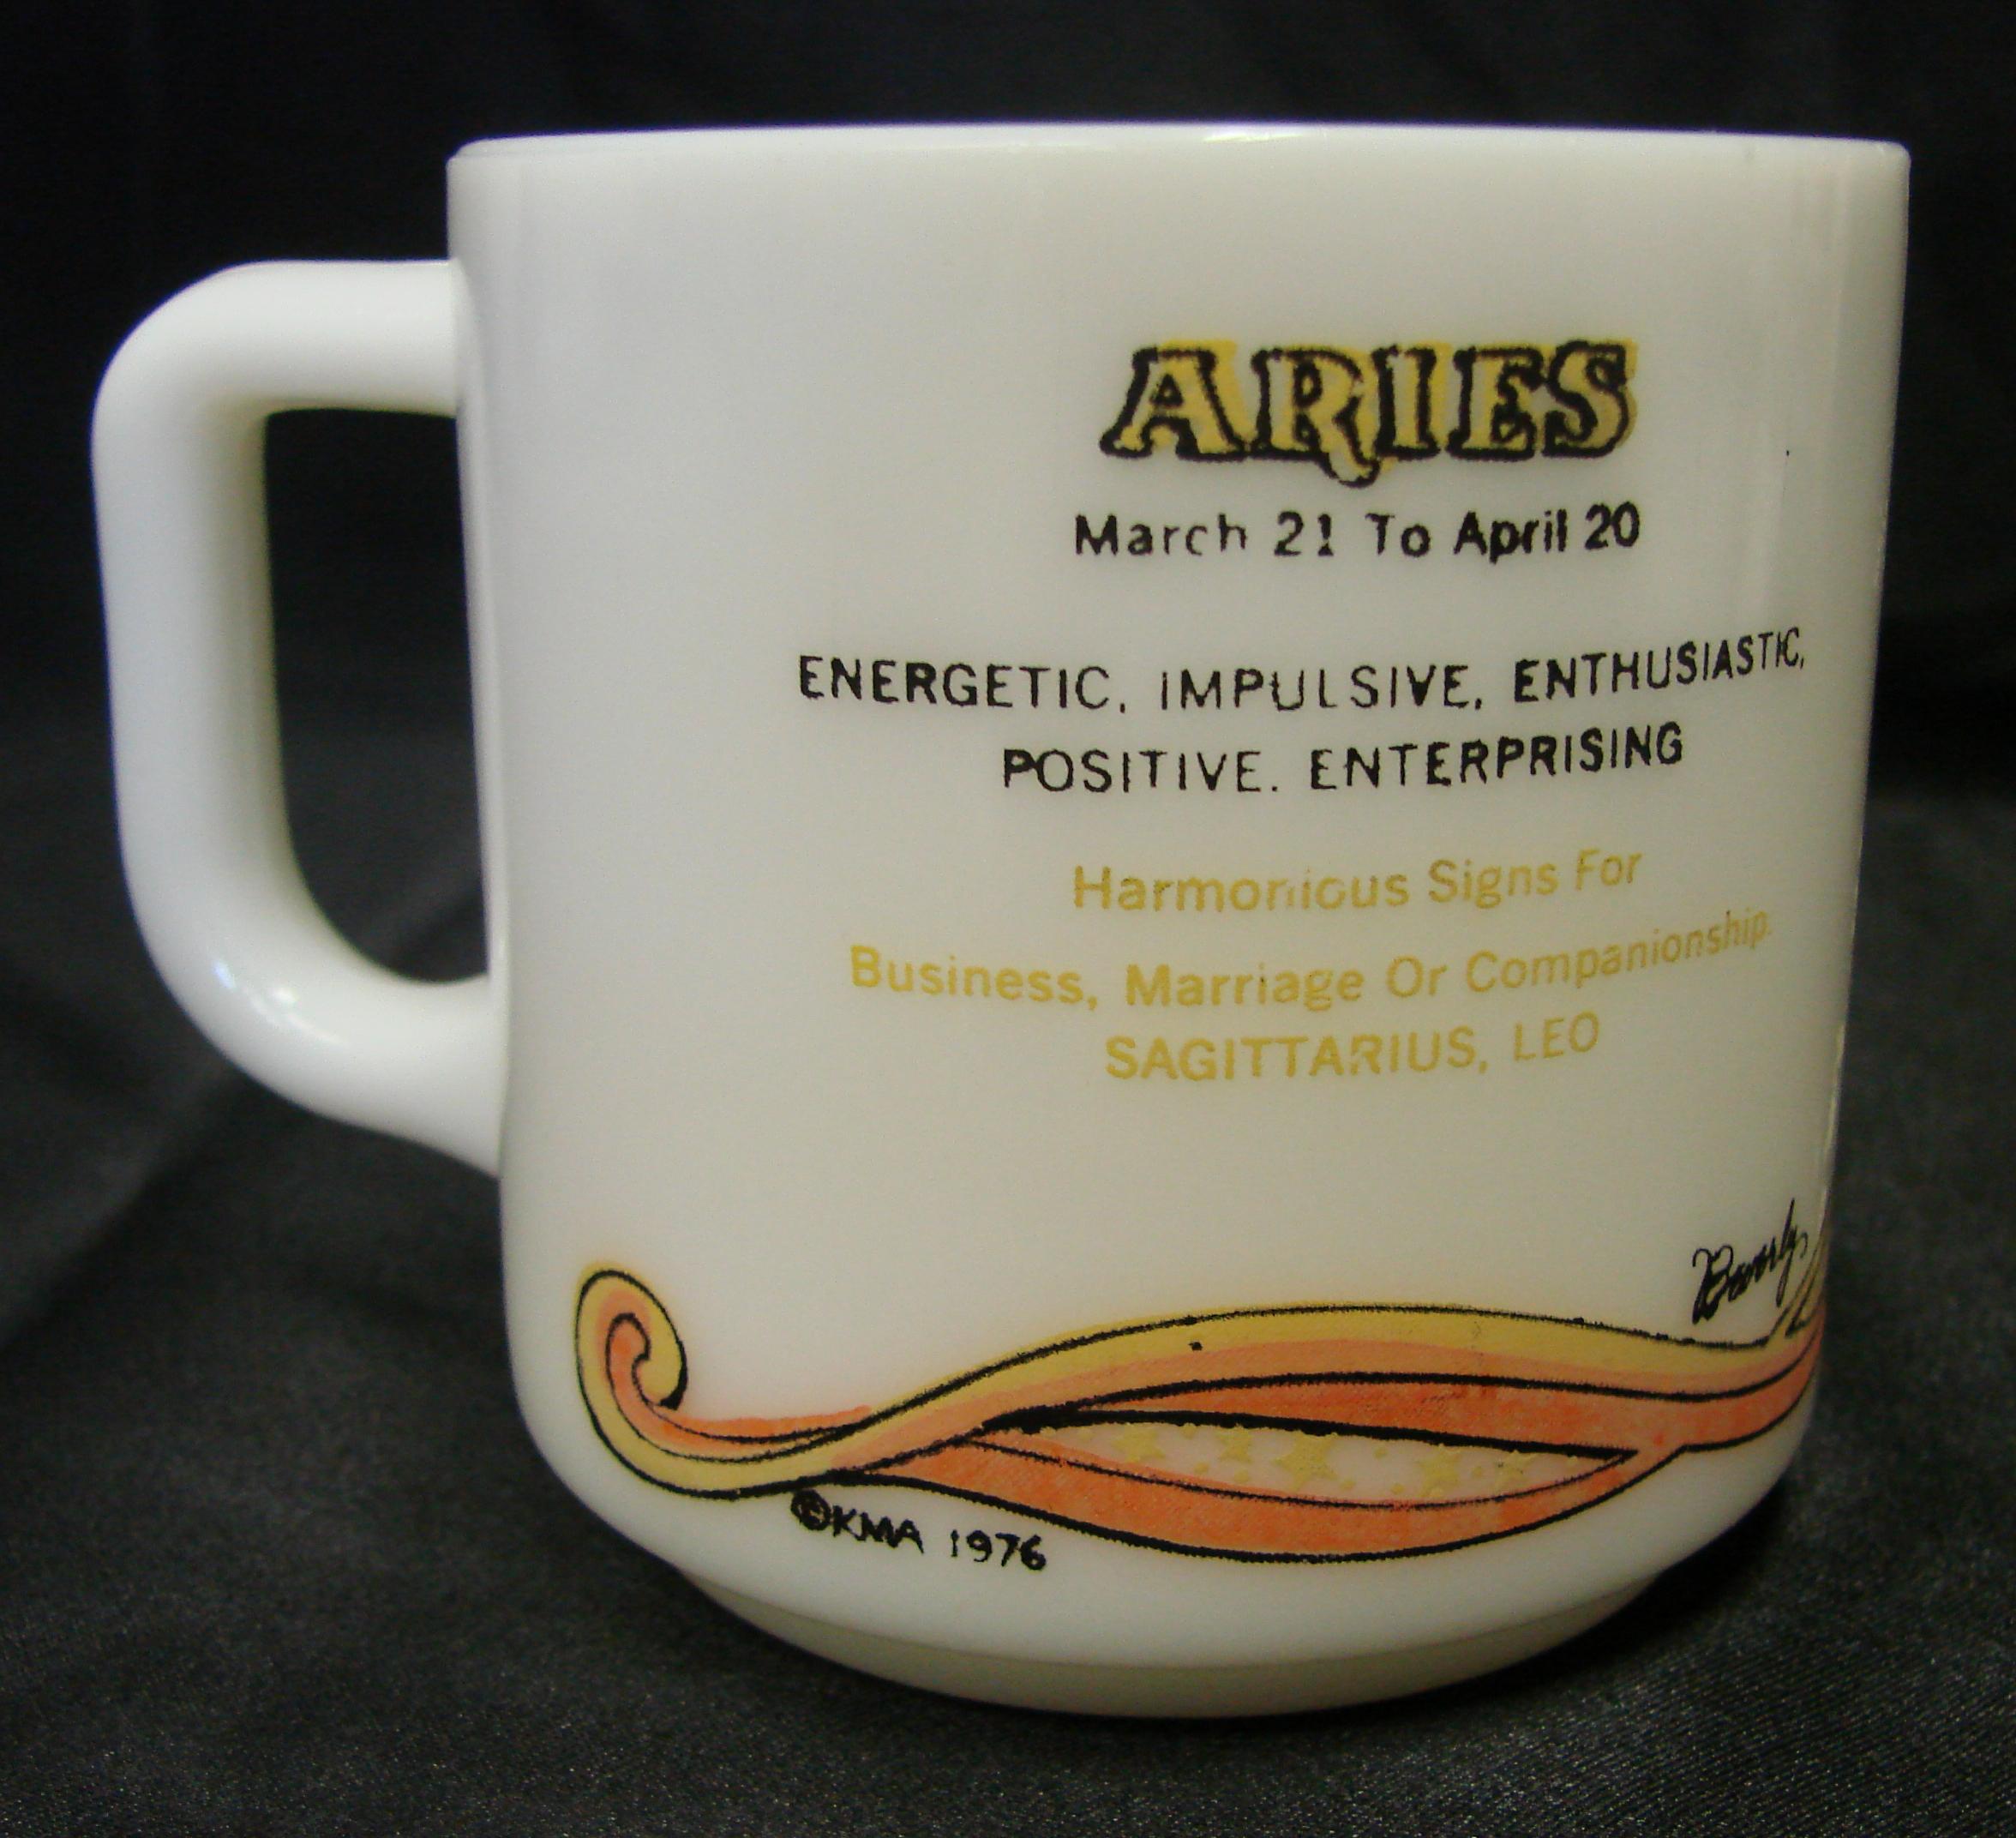 ARIES
March 21 To April 20
ENERGETIC, IMPULSIVE, ENTHUSIASTIC,
POSITIVE. ENTERPRISING
Harmonious Signs For
Business, Marriage Or Companionship.
SAGITTARIUS, LEO
Beverly
©KMA 1976